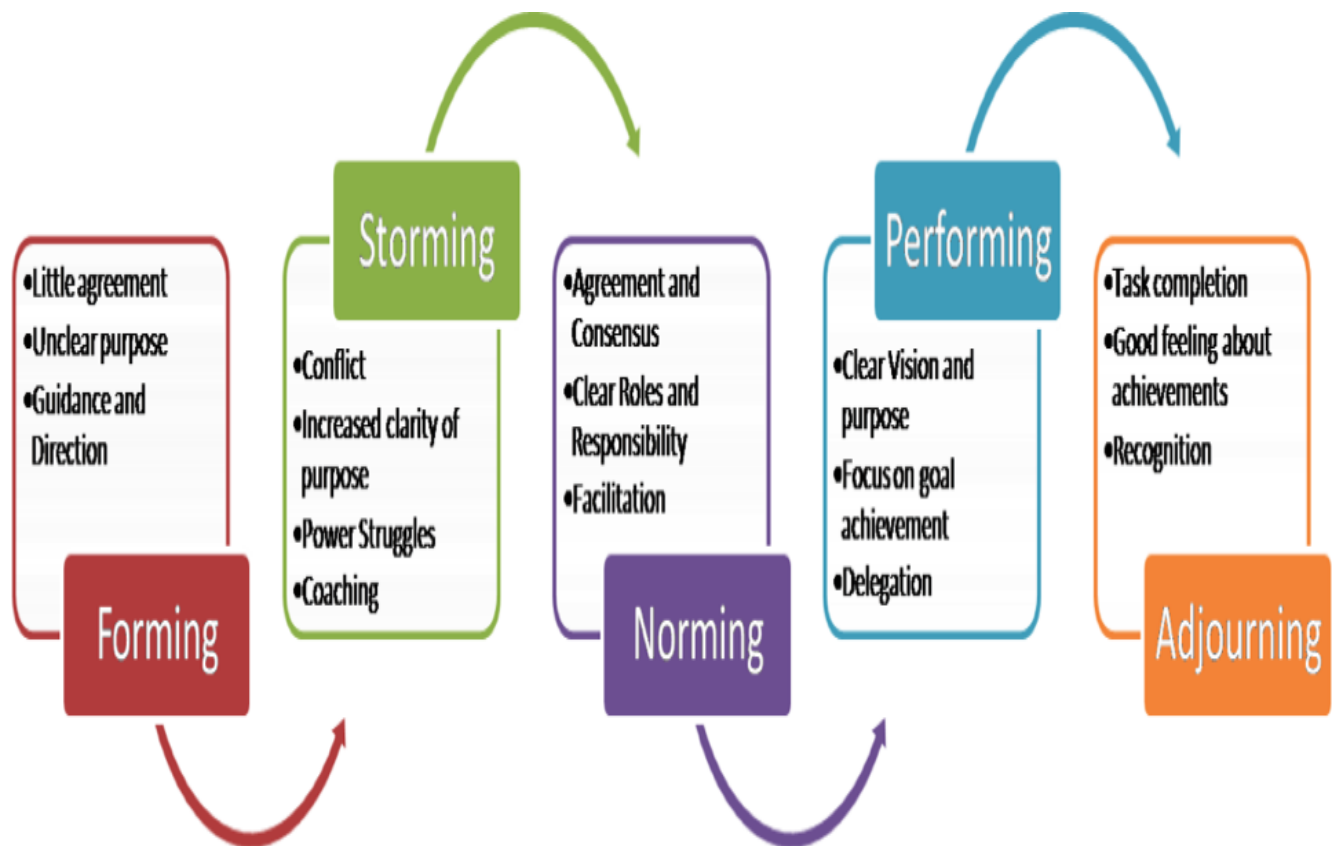 •Little agreement
•Unclear purpose
•Guidance and
Direction
Forming
Storming
•Conflict
•Increased clarity of
purpose
•Power Struggles
•Coaching
•Agreement and
Consensus
•Clear Roles and
Responsibility
•Facilitation
Norming
Performing
•Clear Vision and
purpose
•Focus on goal
achievement
•Delegation
•Task completion
•Good feeling about
achievements
•Recognition
Adjourning